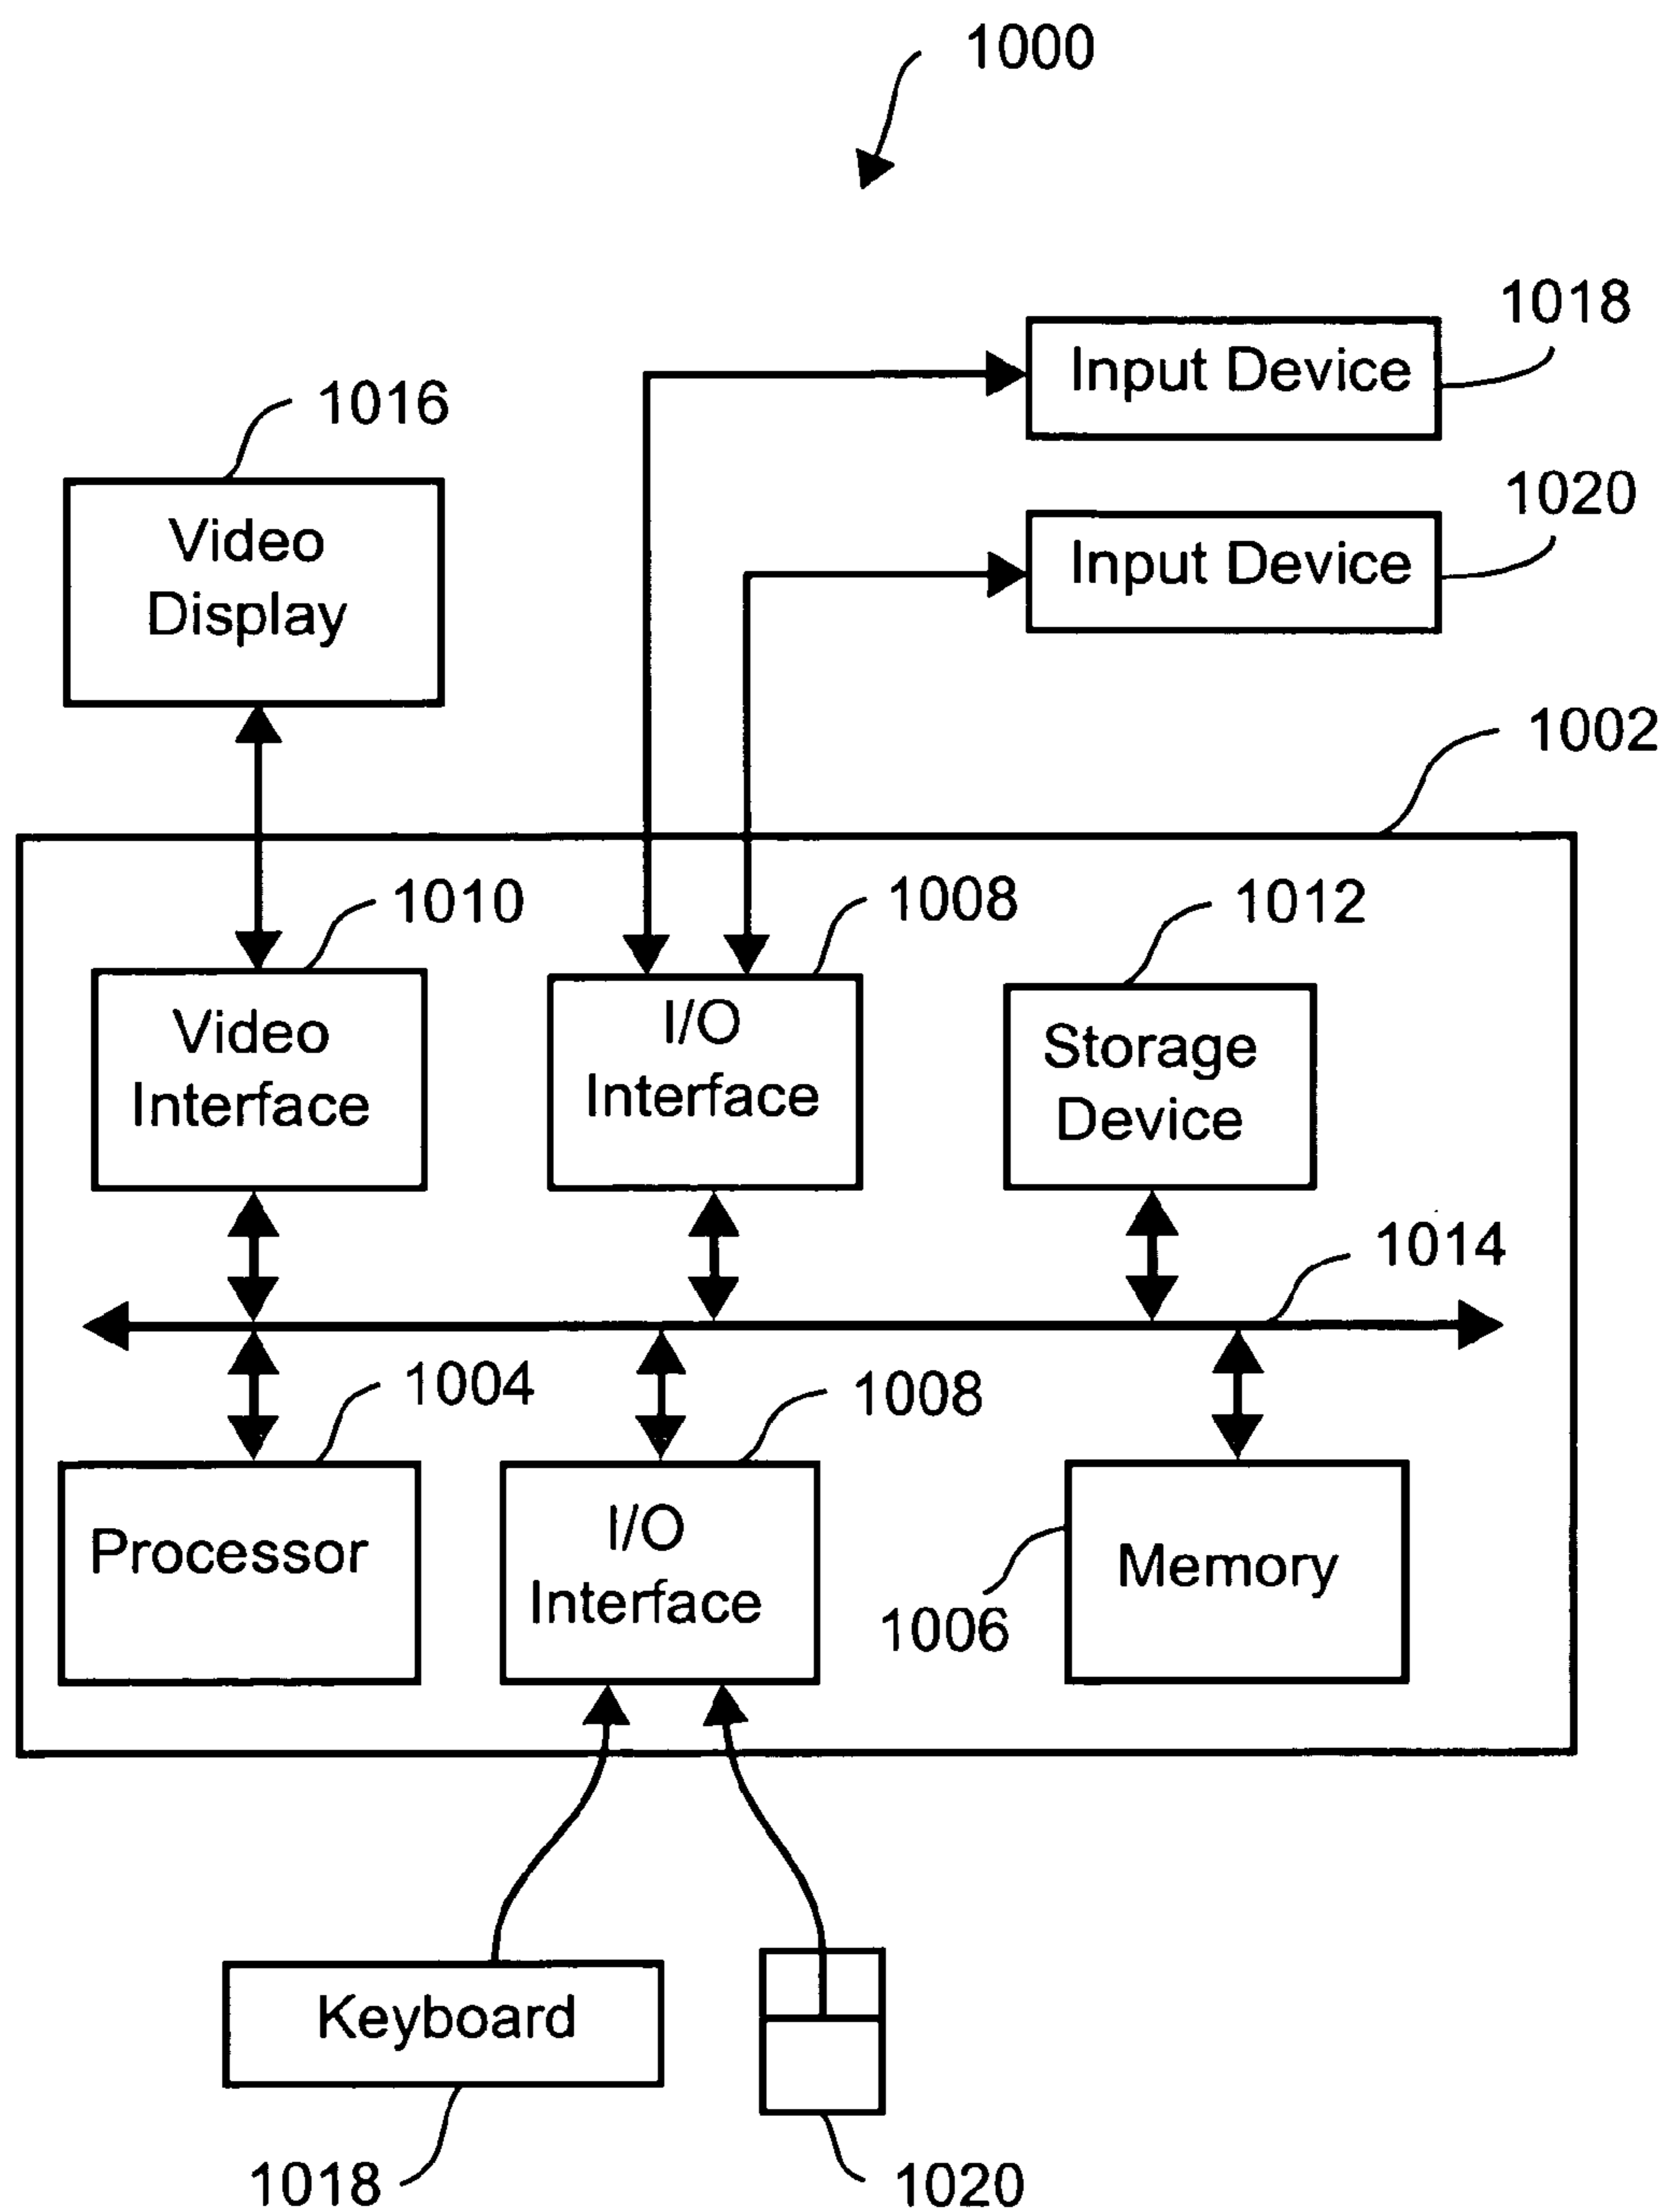 1000
1018
Input Device
1016
1020
Input Device
Video
Display
1002
1010
1008
1012
Video
Interface
I/O
Interface
Storage
Device
1014
1004
1008
Processor
I/O
Interface
1006
Memory
Keyboard
1018
1020